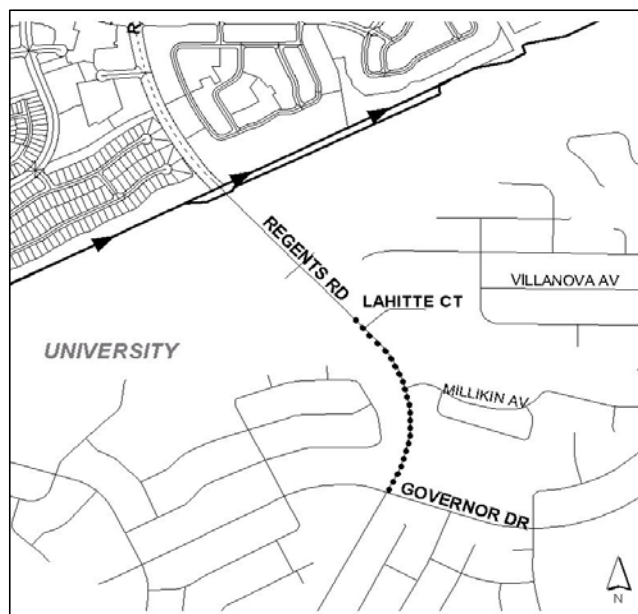 R
REGENTS RD
LAHITTE CT
VILLANOVA AV
UNIVERSITY
MILLIKIN AV
GOVERNOR DR
N